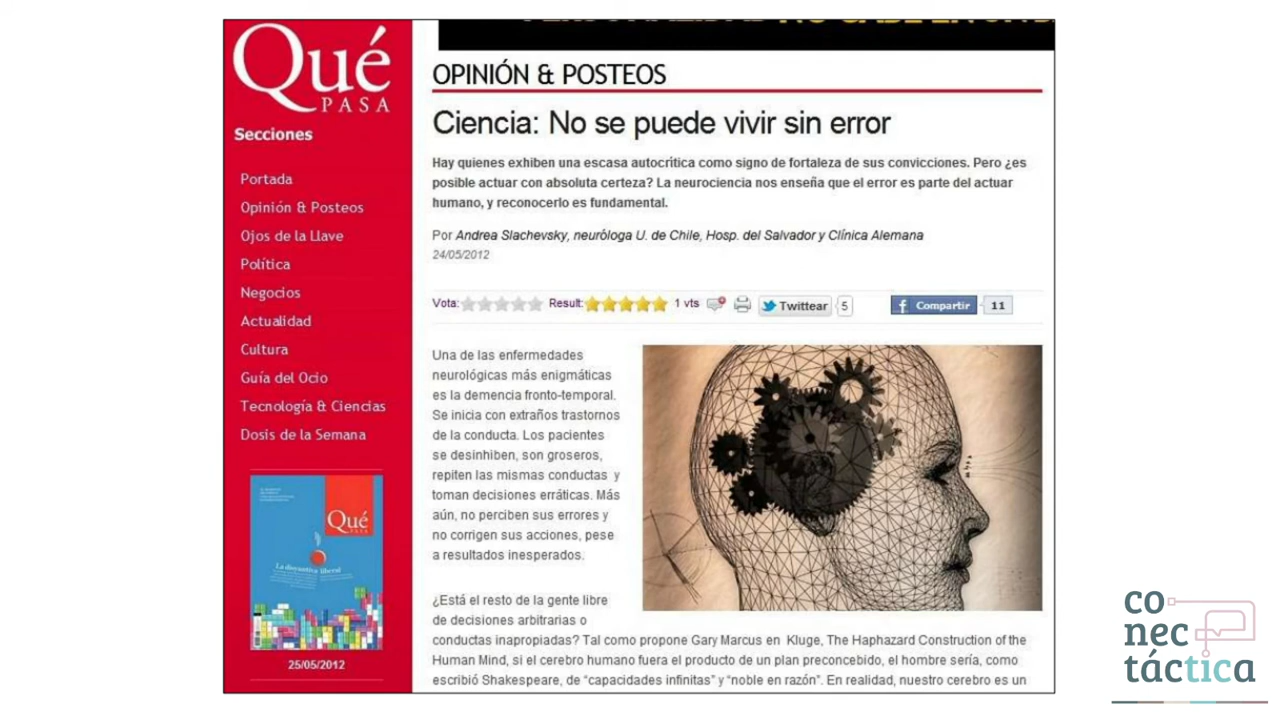 Qué
PASA
Secciones
Portada
Opinión & Posteos
Ojos de la Llave
Política
Negocios
Actualidad
Cultura
Guía del Ocio
Tecnología & Ciencias
Dosis de la Semana
Qué
PASA
La disyuntiva liberal
25/05/2012
OPINIÓN & POSTEOS
Ciencia: No se puede vivir sin error
Hay quienes exhiben una escasa autocrítica como signo de fortaleza de sus convicciones. Pero ¿es
posible actuar con absoluta certeza? La neurociencia nos enseña que el error es parte del actuar
humano, y reconocerlo es fundamental.
Por Andrea Slachevsky, neuróloga U. de Chile, Hosp. del Salvador y Clínica Alemana
24/05/2012
Vota: Result: 1 vts Twittear 5 Compartir 11
Una de las enfermedades
neurológicas más enigmáticas
es la demencia fronto-temporal.
Se inicia con extraños trastornos
de la conducta. Los pacientes
se desinhiben, son groseros,
repiten las mismas conductas y
toman decisiones erráticas. Más
aún, no perciben sus errores y
no corrigen sus acciones, pese
a resultados inesperados.
¿Está el resto de la gente libre
de decisiones arbitrarias o
conductas inapropiadas? Tal como propone Gary Marcus en Kluge, The Haphazard Construction of the
Human Mind, si el cerebro humano fuera el producto de un plan preconcebido, el hombre sería, como
escribió Shakespeare, de “capacidades infinitas” y “noble en razón”. En realidad, nuestro cerebro es un
co
nec
táctica